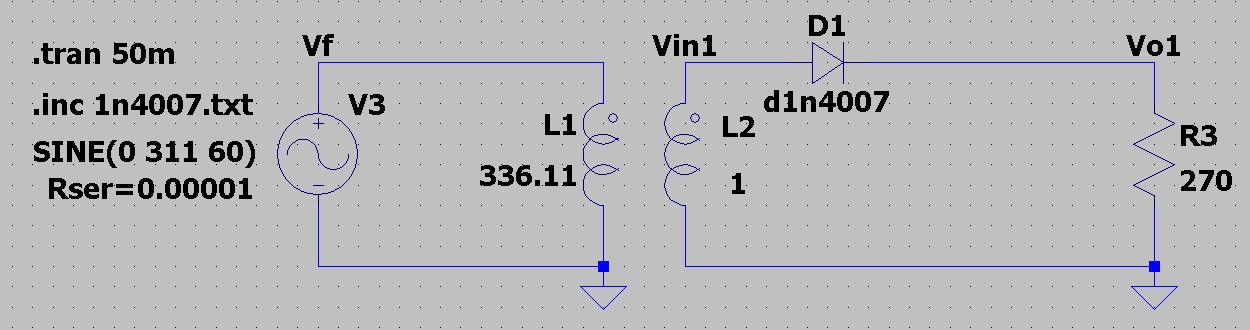 .tran 50m
.inc 1n4007.txt
SINE(0 311 60)
Rser=0.00001
Vf
V3
L1
336.11
Vin1
L2
1
D1
d1n4007
Vo1
R3
270